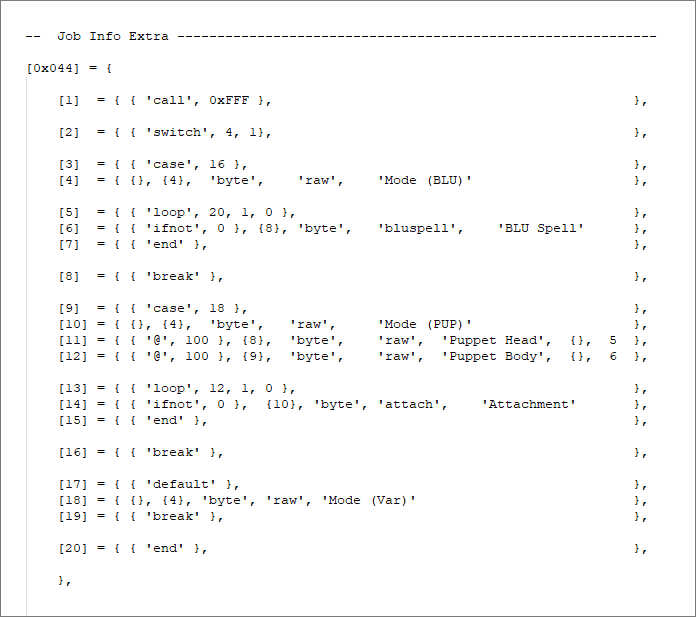 --  Job Info Extra ------------------------------------------------------------
[0x044] = {
[1]  = { { 'call', 0xFFF },                                              },
[2]  = { { 'switch', 4, 1},                                              },
[3]  = { { 'case', 16 },                                                 },
[4]  = { {}, {4},  'byte',    'raw',    'Mode (BLU)'                     },
[5]  = { { 'loop', 20, 1, 0 },                                           },
[6]  = { { 'ifnot', 0 }, {8}, 'byte',   'bluspell',    'BLU Spell'       },
[7]  = { { 'end' },                                                      },
[8]  = { { 'break' },                                                    },
[9]  = { { 'case', 18 },                                                 },
[10] = { {}, {4},  'byte',   'raw',     'Mode (PUP)'                     },
[11] = { { '@', 100 }, {8},  'byte',    'raw',  'Puppet Head',  {},  5  },
[12] = { { '@', 100 }, {9},  'byte',    'raw',  'Puppet Body',  {},  6  },
[13] = { { 'loop', 12, 1, 0 },                                           },
[14] = { { 'ifnot', 0 },  {10}, 'byte', 'attach',    'Attachment'        },
[15] = { { 'end' },                                                      },
[16] = { { 'break' },                                                    },
[17] = { { 'default' },                                                  },
[18] = { {}, {4}, 'byte', 'raw', 'Mode (Var)'                            },
[19] = { { 'break' },                                                    },
[20] = { { 'end' },                                                      },
},